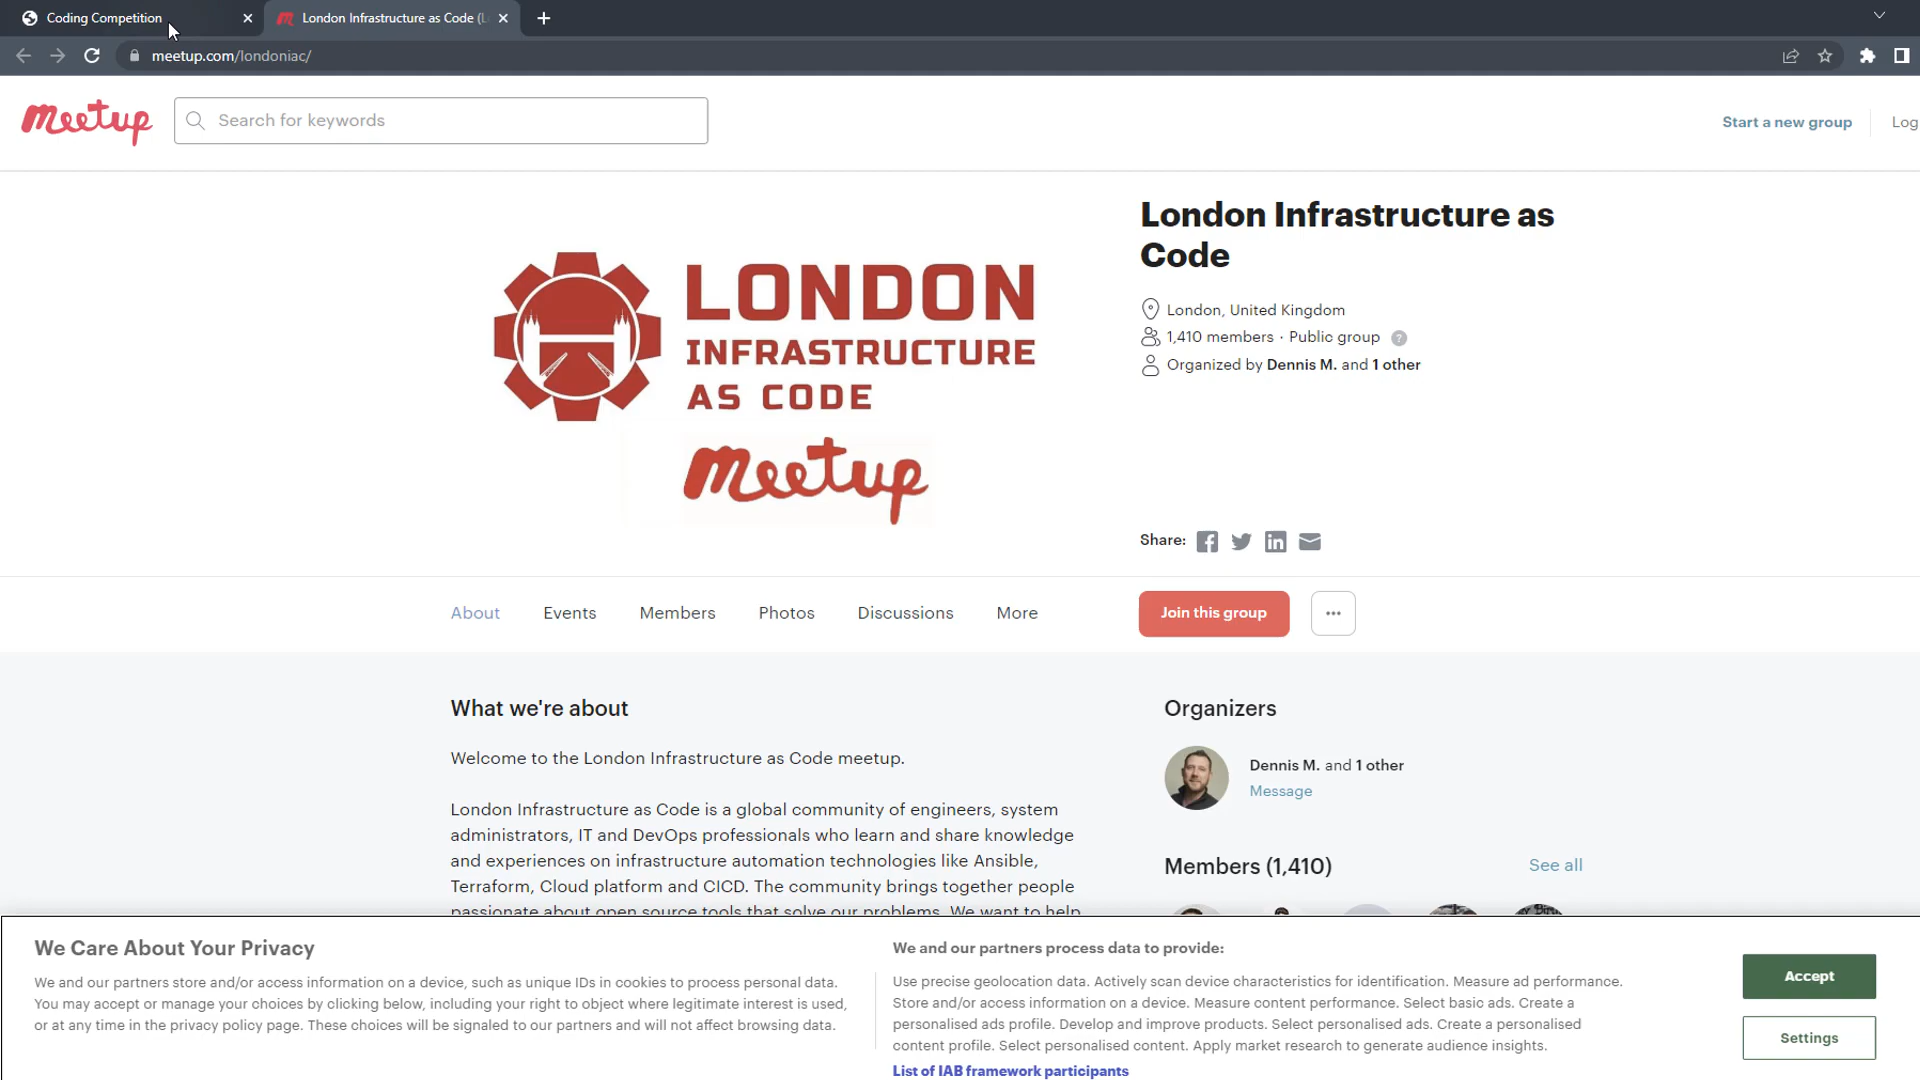 Coding Competition
London Infrastructure as Code (L
meetup.com/londoniac/
meetup
Search for keywords
Start a new group
Log
LONDON
INFRASTRUCTURE
AS CODE
meetup
London Infrastructure as
Code
London, United Kingdom
1,410 members · Public group ?
Organized by Dennis M. and 1 other
Share:
About
Events
Members
Photos
Discussions
More
Join this group
What we're about
Welcome to the London Infrastructure as Code meetup.
London Infrastructure as Code is a global community of engineers, system
administrators, IT and DevOps professionals who learn and share knowledge
and experiences on infrastructure automation technologies like Ansible,
Terraform, Cloud platform and CICD. The community brings together people
passionate about open source tools that solve our problems. We want to help
Organizers
Dennis M. and 1 other
Message
Members (1,410)
See all
We Care About Your Privacy
We and our partners store and/or access information on a device, such as unique IDs in cookies to process personal data.
You may accept or manage your choices by clicking below, including your right to object where legitimate interest is used,
or at any time in the privacy policy page. These choices will be signaled to our partners and will not affect browsing data.
We and our partners process data to provide:
Use precise geolocation data. Actively scan device characteristics for identification. Measure ad performance.
Store and/or access information on a device. Measure content performance. Select basic ads. Create a
personalised ads profile. Develop and improve products. Select personalised ads. Create a personalised
content profile. Select personalised content. Apply market research to generate audience insights.
List of IAB framework participants
Accept
Settings